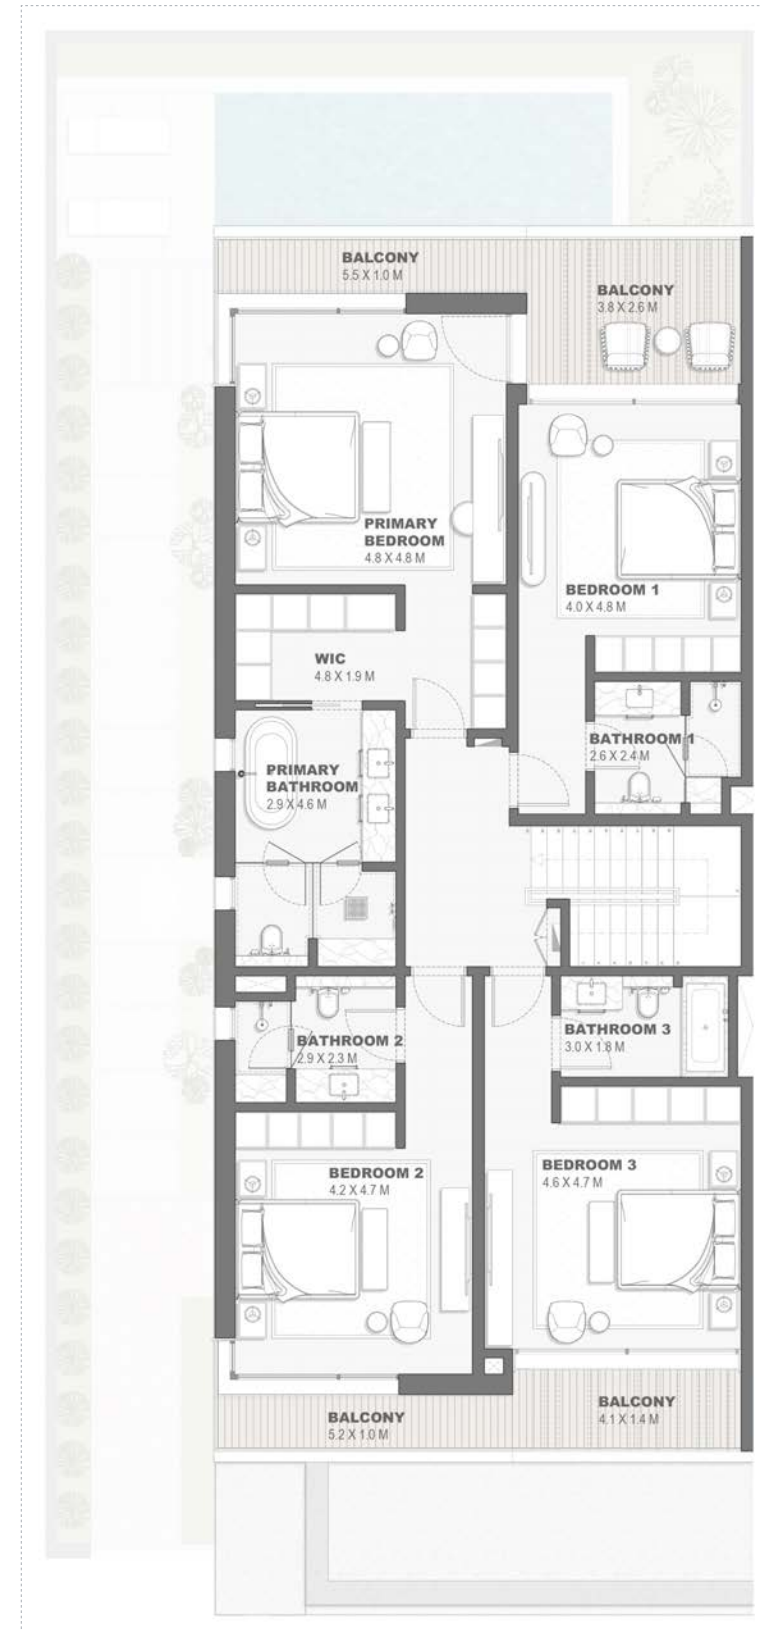 BALCONY
5.5 X 1.0 M
BALCONY
3.8 X 2.6 M
PRIMARY
BEDROOM
4.8 X 4.8 M
BEDROOM 1
4.0 X 4.8 M
WIC
4.8 X 1.9 M
BATHROOM 1
2.6 X 2.4 M
PRIMARY
BATHROOM
2.9 X 4.6 M
BATHROOM 2
2.9 X 2.3 M
BATHROOM 3
3.0 X 1.8 M
BEDROOM 2
4.2 X 4.7 M
BEDROOM 3
4.6 X 4.7 M
BALCONY
5.2 X 1.0 M
BALCONY
4.1 X 1.4 M